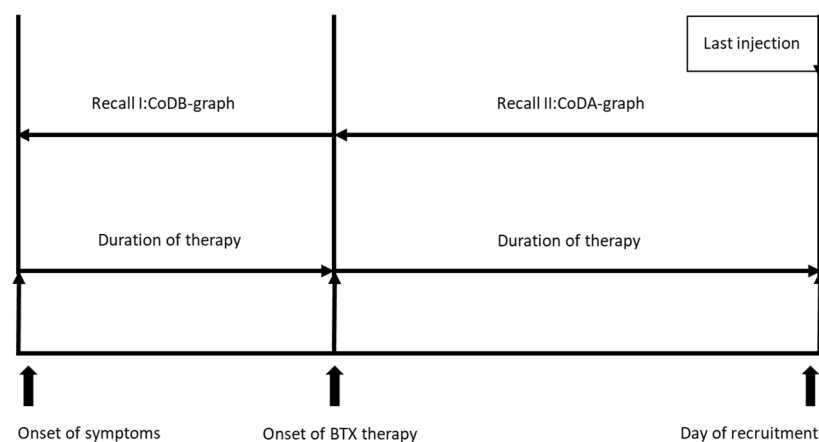 Last injection
Recall I:CoDB-graph
Recall II:CoDA-graph
Duration of therapy
Duration of therapy
Onset of symptoms
Onset of BTX therapy
Day of recruitment